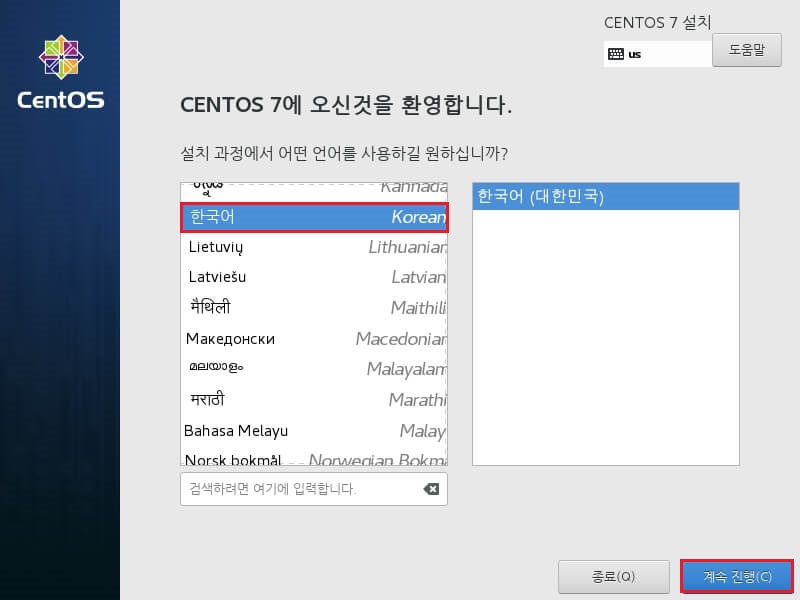 CENTOS 7 설치
us
도움말
CentOS
CENTOS 7에 오신것을 환영합니다.
설치 과정에서 어떤 언어를 사용하길 원하십니까?
Kannada
한국어 Korean
Lietuvių Lithuanian
Latviešu Latvian
मैथिली Maithili
Македонски Macedonian
മലയാളം Malayalam
मराठी Marathi
Bahasa Melayu Malay
Norsk bokmål Norwegian Bokmå
한국어 (대한민국)
검색하려면 여기에 입력합니다.
종료(Q)
계속 진행(C)